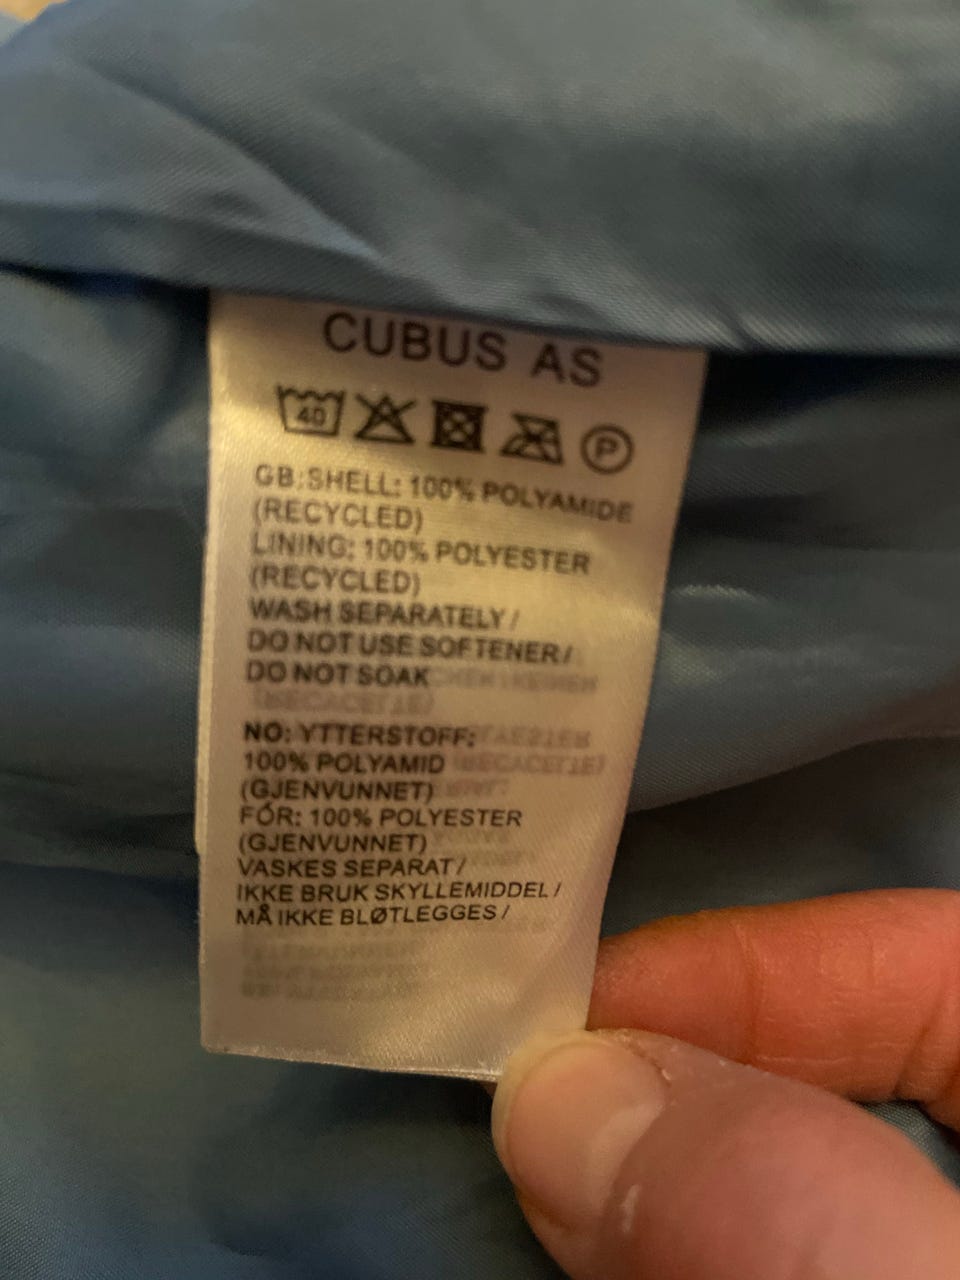 CUBUS AS
40 P
GB:SHELL: 100% POLYAMIDE
(RECYCLED)
LINING: 100% POLYESTER
(RECYCLED)
WASH SEPARATELY /
DO NOT USE SOFTENER /
DO NOT SOAK
NO: YTTERSTOFF:
100% POLYAMID
(GJENVUNNET)
FÓR: 100% POLYESTER
(GJENVUNNET)
VASKES SEPARAT /
IKKE BRUK SKYLLEMIDDEL /
MÅ IKKE BLØTLEGGES /